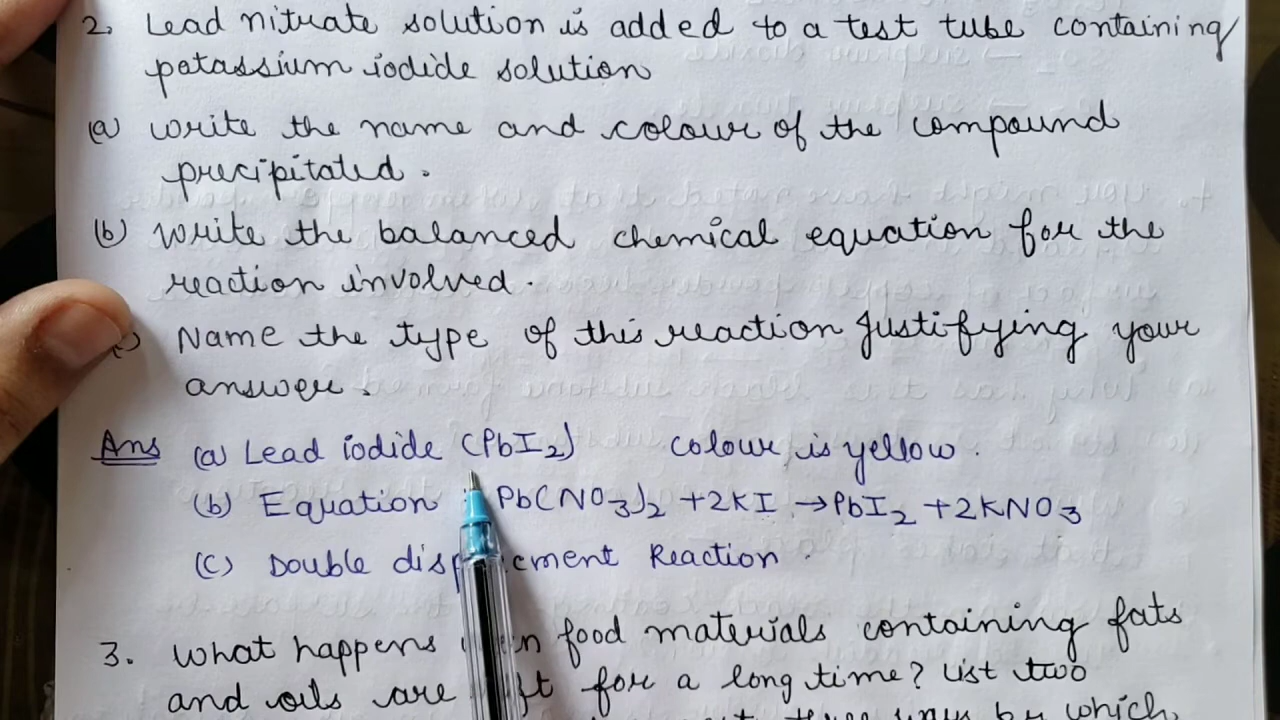 2. Lead nitrate solution is added to a test tube containing
potassium iodide solution
(a) write the name and colour of the compound
precipitated.
(b) Write the balanced chemical equation for the
reaction involved.
Name the type of this reaction Justifying your
answer.
Ans (a) Lead iodide (PbI2) colour is yellow.
(b) Equation Pb(NO3)2 + 2KI → PbI2 + 2KNO3
(c) Double Reaction
3. What happens food materials containing fats
and oils are for a long time? List two
by which